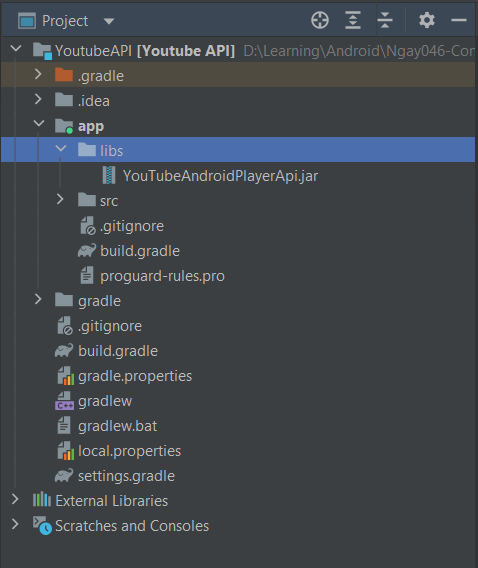 Project
YoutubeAPI [Youtube API] D:\Learning\Android\Ngay046-Con
.gradle
.idea
app
libs
YouTubeAndroidPlayerApi.jar
src
.gitignore
build.gradle
proguard-rules.pro
gradle
.gitignore
build.gradle
gradle.properties
C++ gradlew
gradlew.bat
local.properties
settings.gradle
External Libraries
Scratches and Consoles